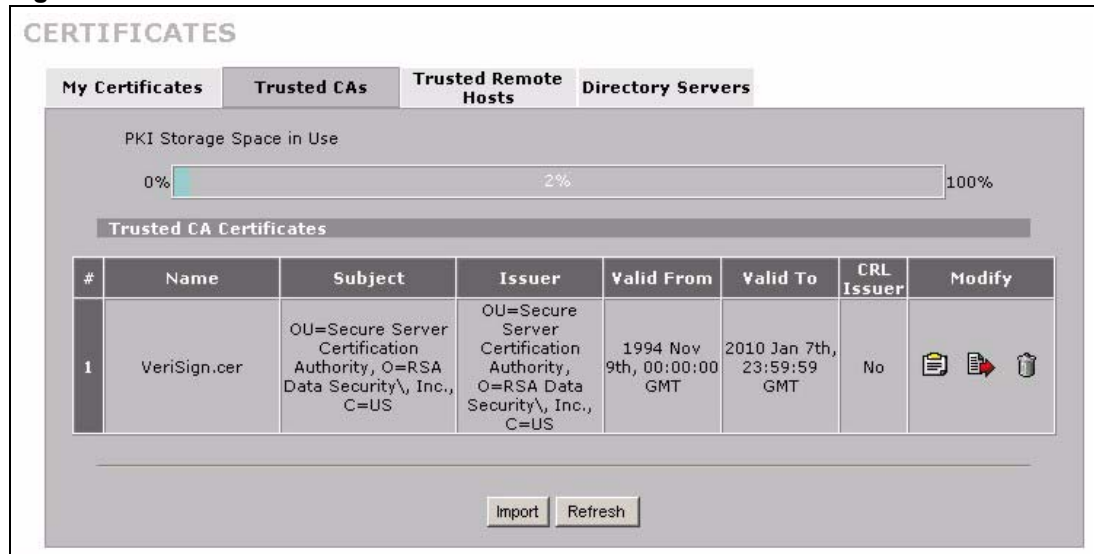 CERTIFICATES
My Certificates
Trusted CAs
Trusted Remote
Hosts
Directory Servers
PKI Storage Space in Use
0%
2%
100%
Trusted CA Certificates
#
Name
Subject
Issuer
Valid From
Valid To
CRL
Issuer
Modify
1
VeriSign.cer
OU=Secure Server
Certification
Authority, O=RSA
Data Security\, Inc.,
C=US
OU=Secure
Server
Certification
Authority,
O=RSA Data
Security\, Inc.,
C=US
1994 Nov
9th, 00:00:00
GMT
2010 Jan 7th,
23:59:59
GMT
No
Import
Refresh